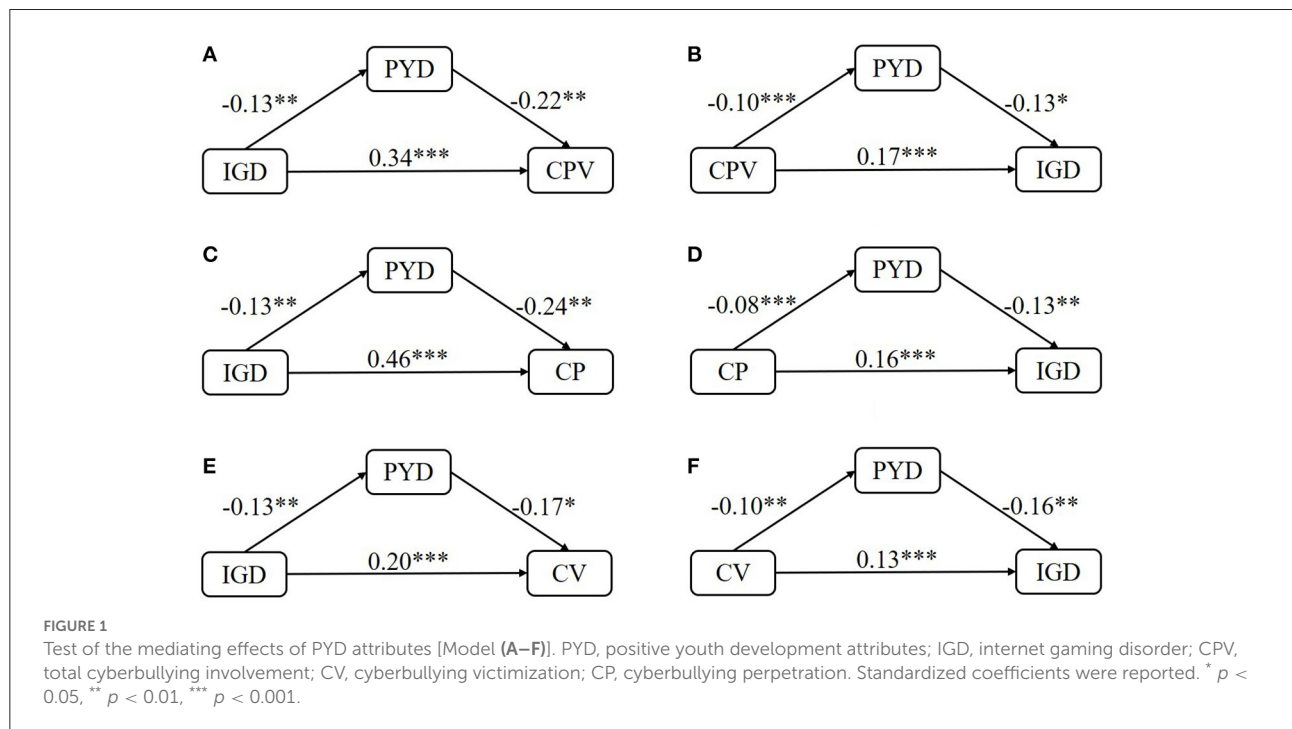 A
PYD
-0.13**
-0.22**
0.34***
IGD
CPV
B
PYD
-0.10***
-0.13*
0.17***
CPV
IGD
C
PYD
-0.13**
-0.24**
0.46***
IGD
CP
D
PYD
-0.08***
-0.13**
0.16***
CP
IGD
E
PYD
-0.13**
-0.17*
0.20***
IGD
CV
F
PYD
-0.10**
-0.16**
0.13***
CV
IGD
FIGURE 1
Test of the mediating effects of PYD attributes [Model (A–F)]. PYD, positive youth development attributes; IGD, internet gaming disorder; CPV,
total cyberbullying involvement; CV, cyberbullying victimization; CP, cyberbullying perpetration. Standardized coefficients were reported. * p <
0.05, ** p < 0.01, *** p < 0.001.